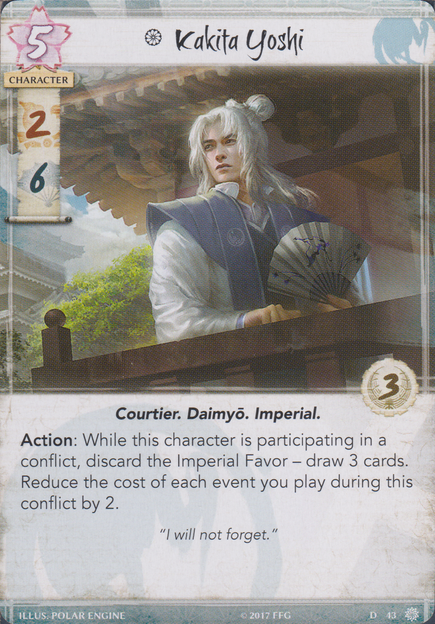 5
Kakita Yoshi
CHARACTER
2
6
3
Courtier. Daimyō. Imperial.
Action: While this character is participating in a
conflict, discard the Imperial Favor – draw 3 cards.
Reduce the cost of each event you play during this
conflict by 2.
“I will not forget.“
ILLUS. POLAR ENGINE © 2017 FFG D 43